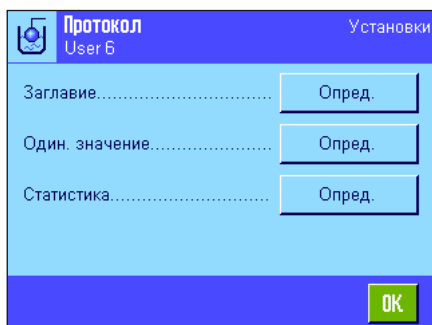 Протокол Установки
User 6
Заглавие................................ Опред.
Один. значение...................... Опред.
Статистика............................. Опред.
OK